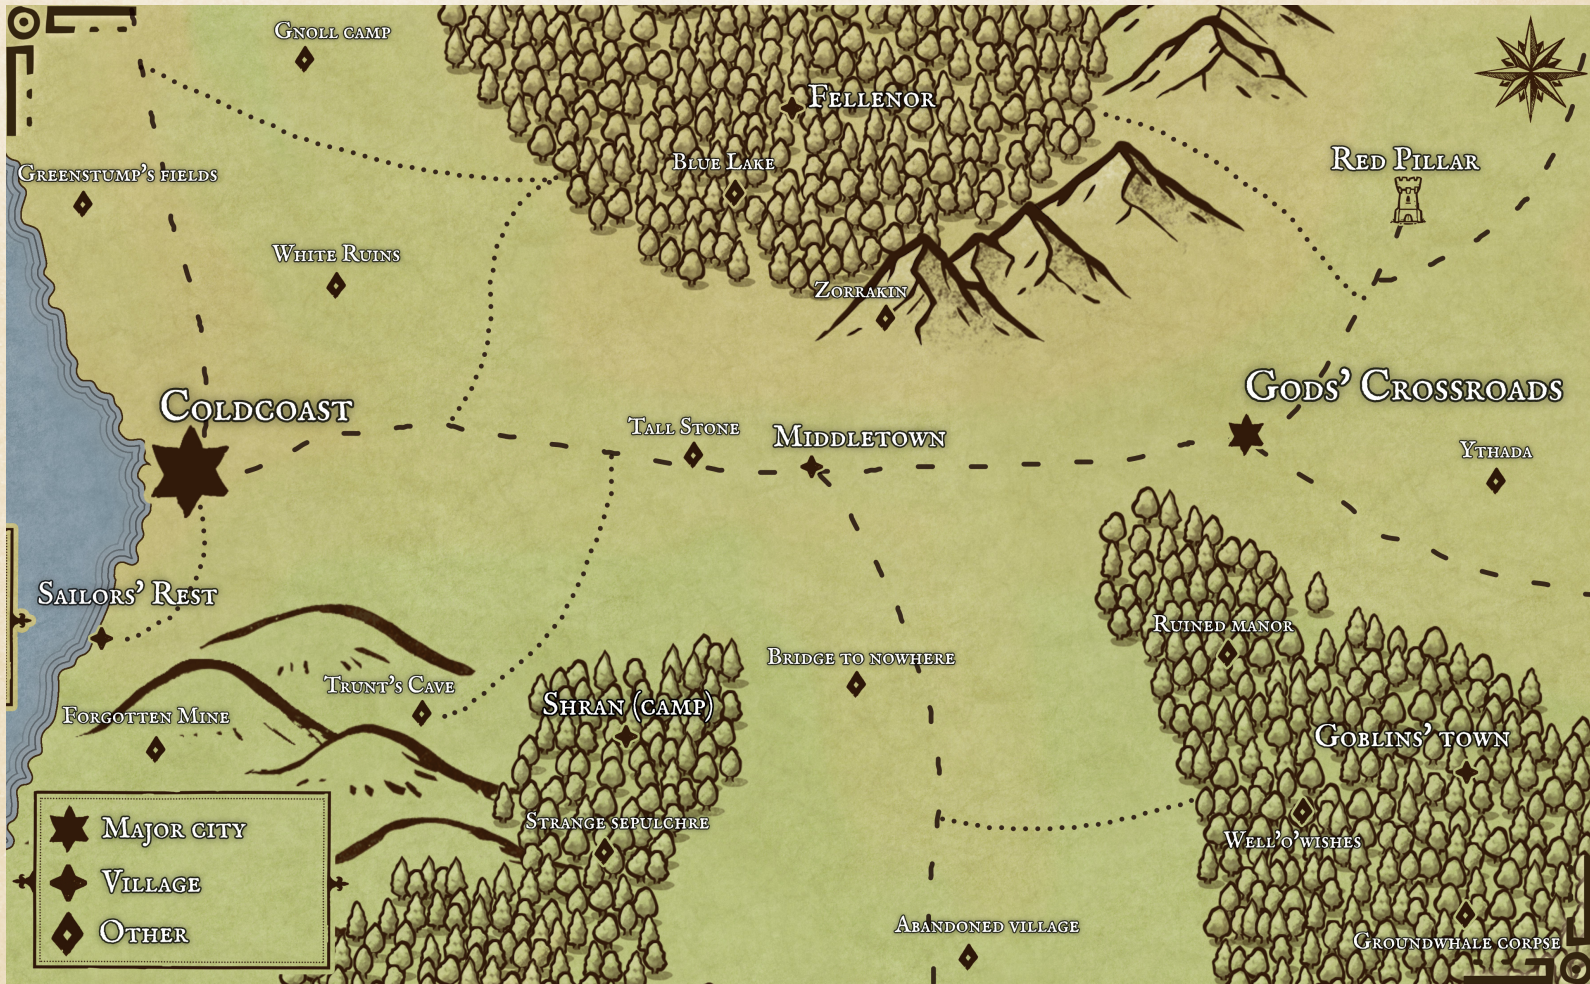 Gnoll camp
Fellenor
Blue Lake
Red Pillar
Greenstump's fields
White Ruins
Zorrakin
Coldcoast
Gods' Crossroads
Tall Stone
Middletown
Ythada
Sailors' Rest
Ruined manor
Bridge to nowhere
Trunt's Cave
Shran (camp)
Forgotten Mine
Goblins' town
Strange sepulchre
Well'o'wishes
Abandoned village
Groundwhale corpse
Major city
Village
Other